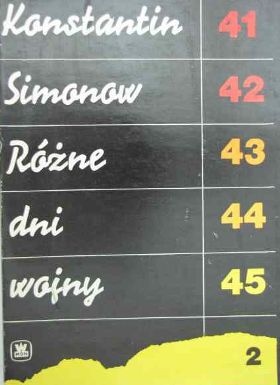 Konstantin 41
Simonow 42
Różne 43
dni 44
wojny 45
2